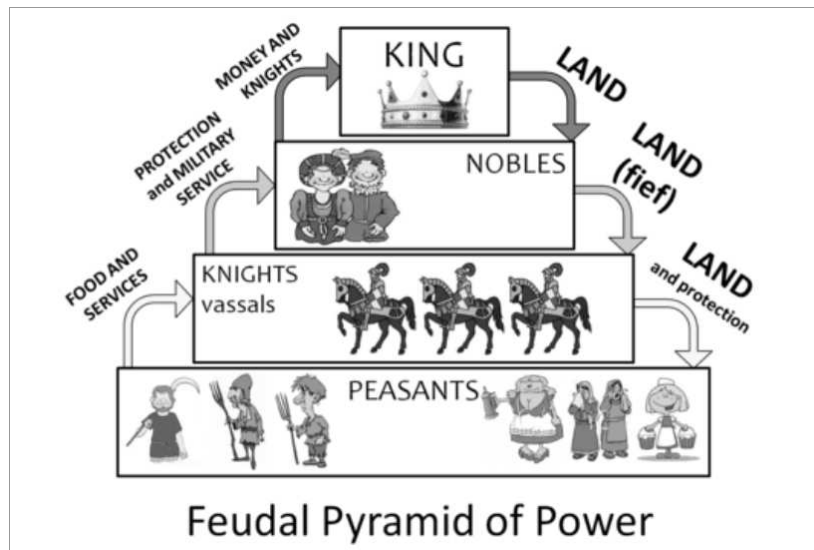 KING
MONEY AND
KNIGHTS
LAND
NOBLES
PROTECTION
and MILITARY
SERVICE
LAND
(fief)
KNIGHTS
vassals
FOOD AND
SERVICES
LAND
and protection
PEASANTS
Feudal Pyramid of Power